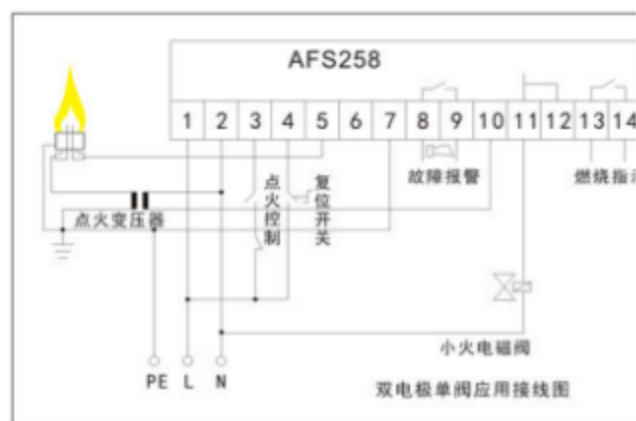 AFS258
1 2 3 4 5 6 7 8 9 10 11 12 13 14
故障报警
燃烧指示
点火控制
复位开关
点火变压器
小火电磁阀
PE L N
双电极单阀应用接线图